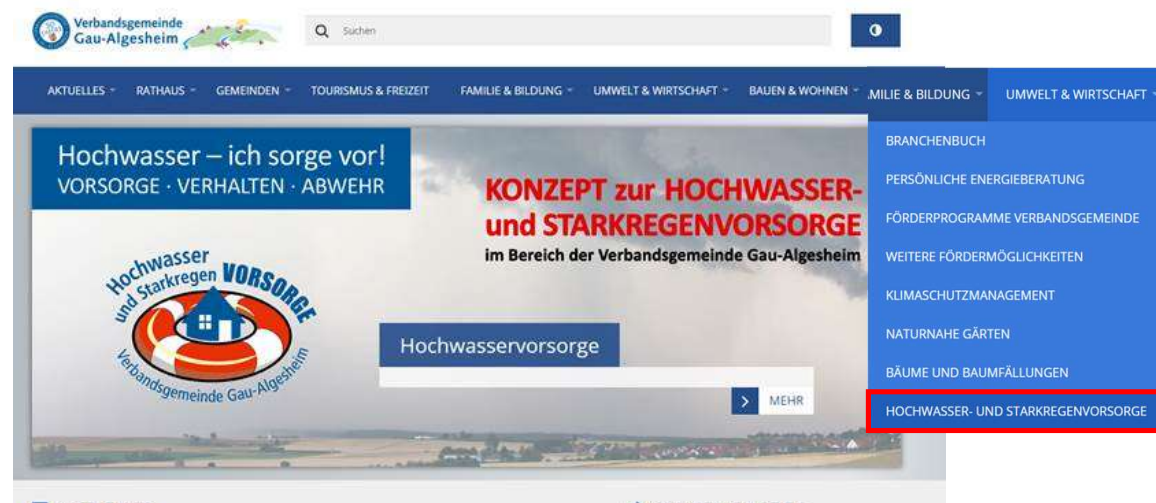 Verbandsgemeinde
Gau-Algesheim
Suchen
AKTUELLES RATHAUS GEMEINDEN TOURISMUS & FREIZEIT FAMILIE & BILDUNG UMWELT & WIRTSCHAFT BAUEN & WOHNEN
MILIE & BILDUNG UMWELT & WIRTSCHAFT
Hochwasser – ich sorge vor!
VORSORGE · VERHALTEN · ABWEHR
KONZEPT zur HOCHWASSER-
und STARKREGENVORSORGE
im Bereich der Verbandsgemeinde Gau-Algesheim
Hochwasser
und Starkregen VORSORGE
Verbandsgemeinde Gau-Algesheim
Hochwasservorsorge
MEHR
BRANCHENBUCH
PERSÖNLICHE ENERGIEBERATUNG
FÖRDERPROGRAMME VERBANDSGEMEINDE
WEITERE FÖRDERMÖGLICHKEITEN
KLIMASCHUTZMANAGEMENT
NATURNAHE GÄRTEN
BÄUME UND BAUMFÄLLUNGEN
HOCHWASSER- UND STARKREGENVORSORGE